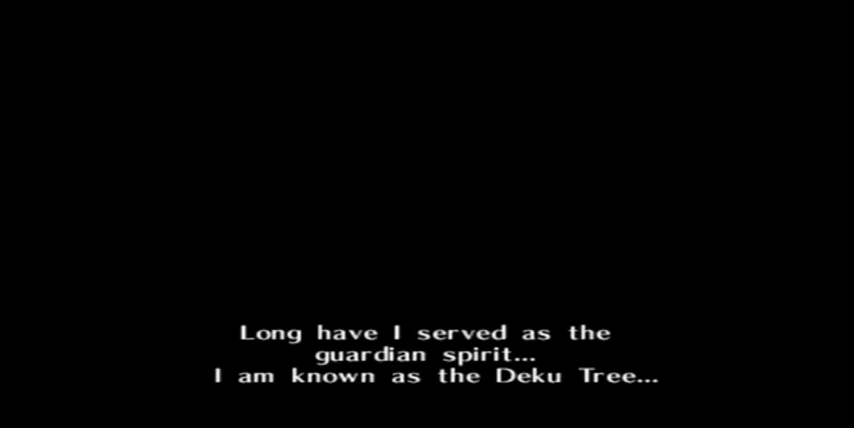 Long have I served as the
guardian spirit...
I am known as the Deku Tree...